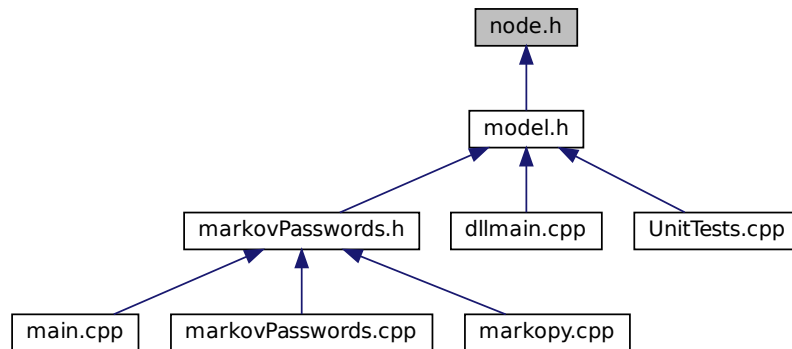 node.h
model.h
markovPasswords.h
dllmain.cpp
UnitTests.cpp
main.cpp
markovPasswords.cpp
markopy.cpp